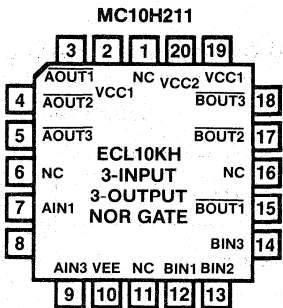 MC10H211
3 2 1 20 19
AOUT1 NC VCC1
VCC1 VCC2
4 AOUT2 BOUT3 18
5 AOUT3 BOUT2 17
ECL10KH
6 NC 3-INPUT NC 16
3-OUTPUT
7 AIN1 NOR GATE BOUT1 15
8 BIN3 14
AIN3 VEE NC BIN1 BIN2
9 10 11 12 13